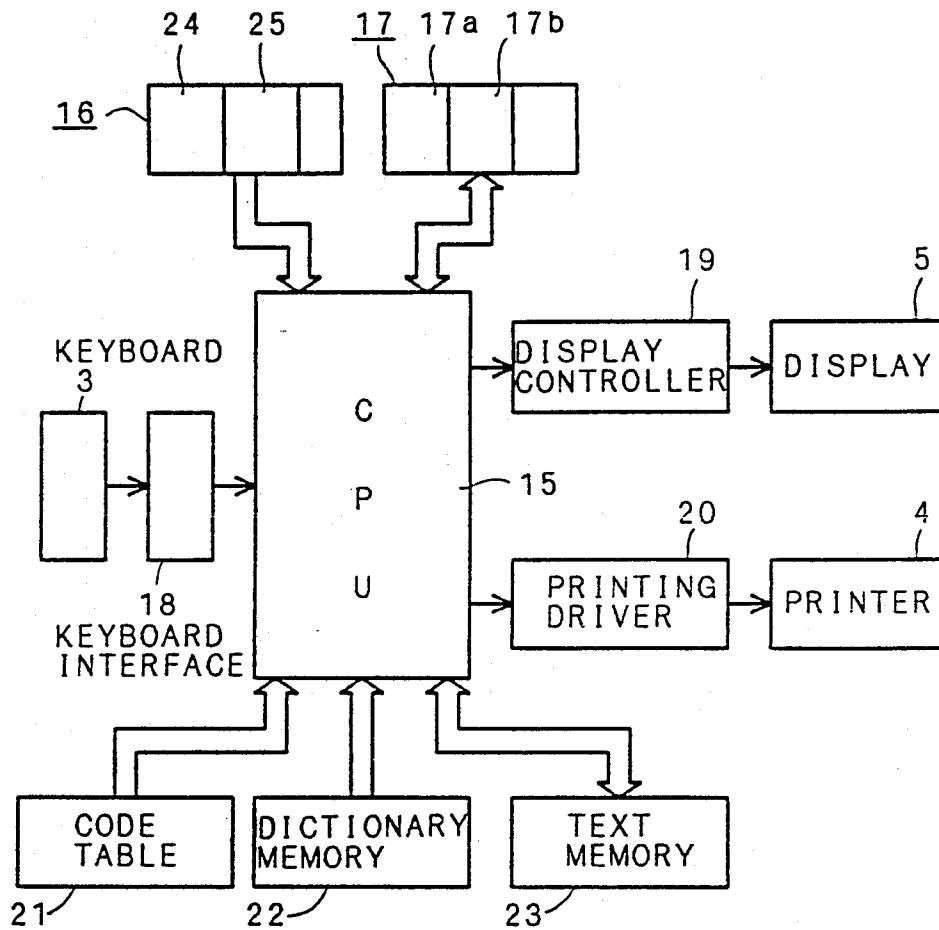 24 25 17 17a 17b
16
19 5
KEYBOARD
3
DISPLAY
CONTROLLER
DISPLAY
C
P
U
15
20 4
18
KEYBOARD
INTERFACE
PRINTING
DRIVER
PRINTER
CODE
TABLE
DICTIONARY
MEMORY
TEXT
MEMORY
21 22 23